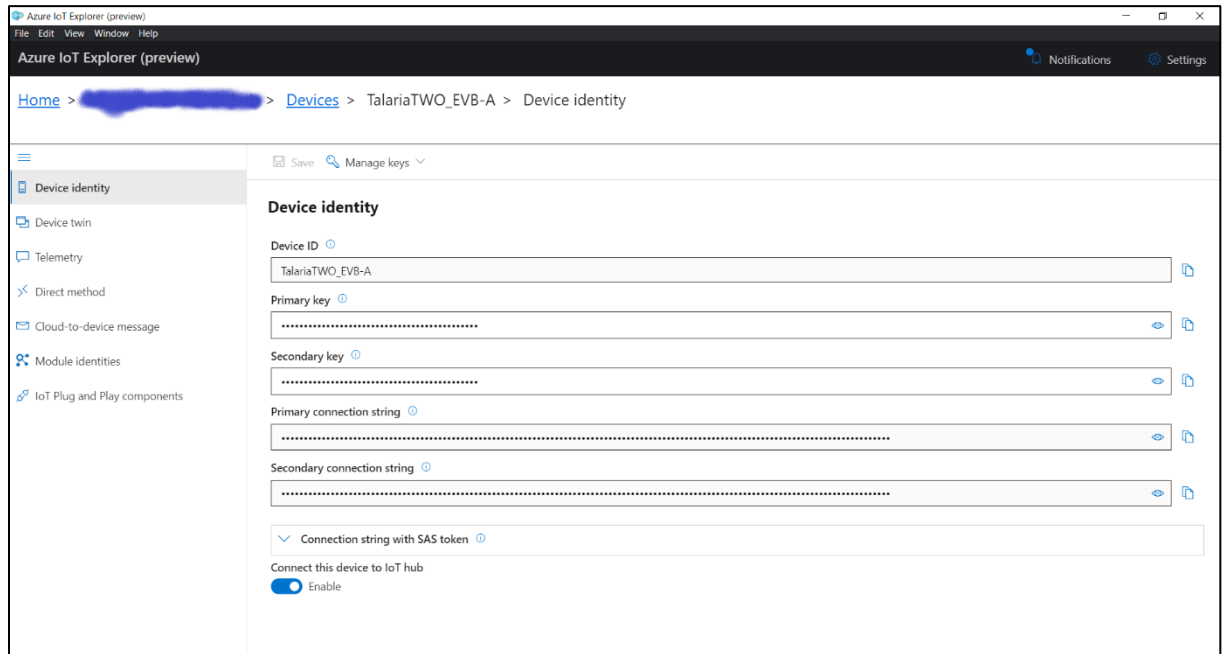 Azure IoT Explorer (preview)
File Edit View Window Help
Azure IoT Explorer (preview)
Notifications
Settings
Home > > Devices > TalariaTWO_EVB-A > Device identity
Save Manage keys
Device identity
Device twin
Telemetry
Direct method
Cloud-to-device message
Module identities
IoT Plug and Play components
Device identity
Device ID
TalariaTWO_EVB-A
Primary key
Secondary key
Primary connection string
Secondary connection string
Connection string with SAS token
Connect this device to IoT hub
Enable